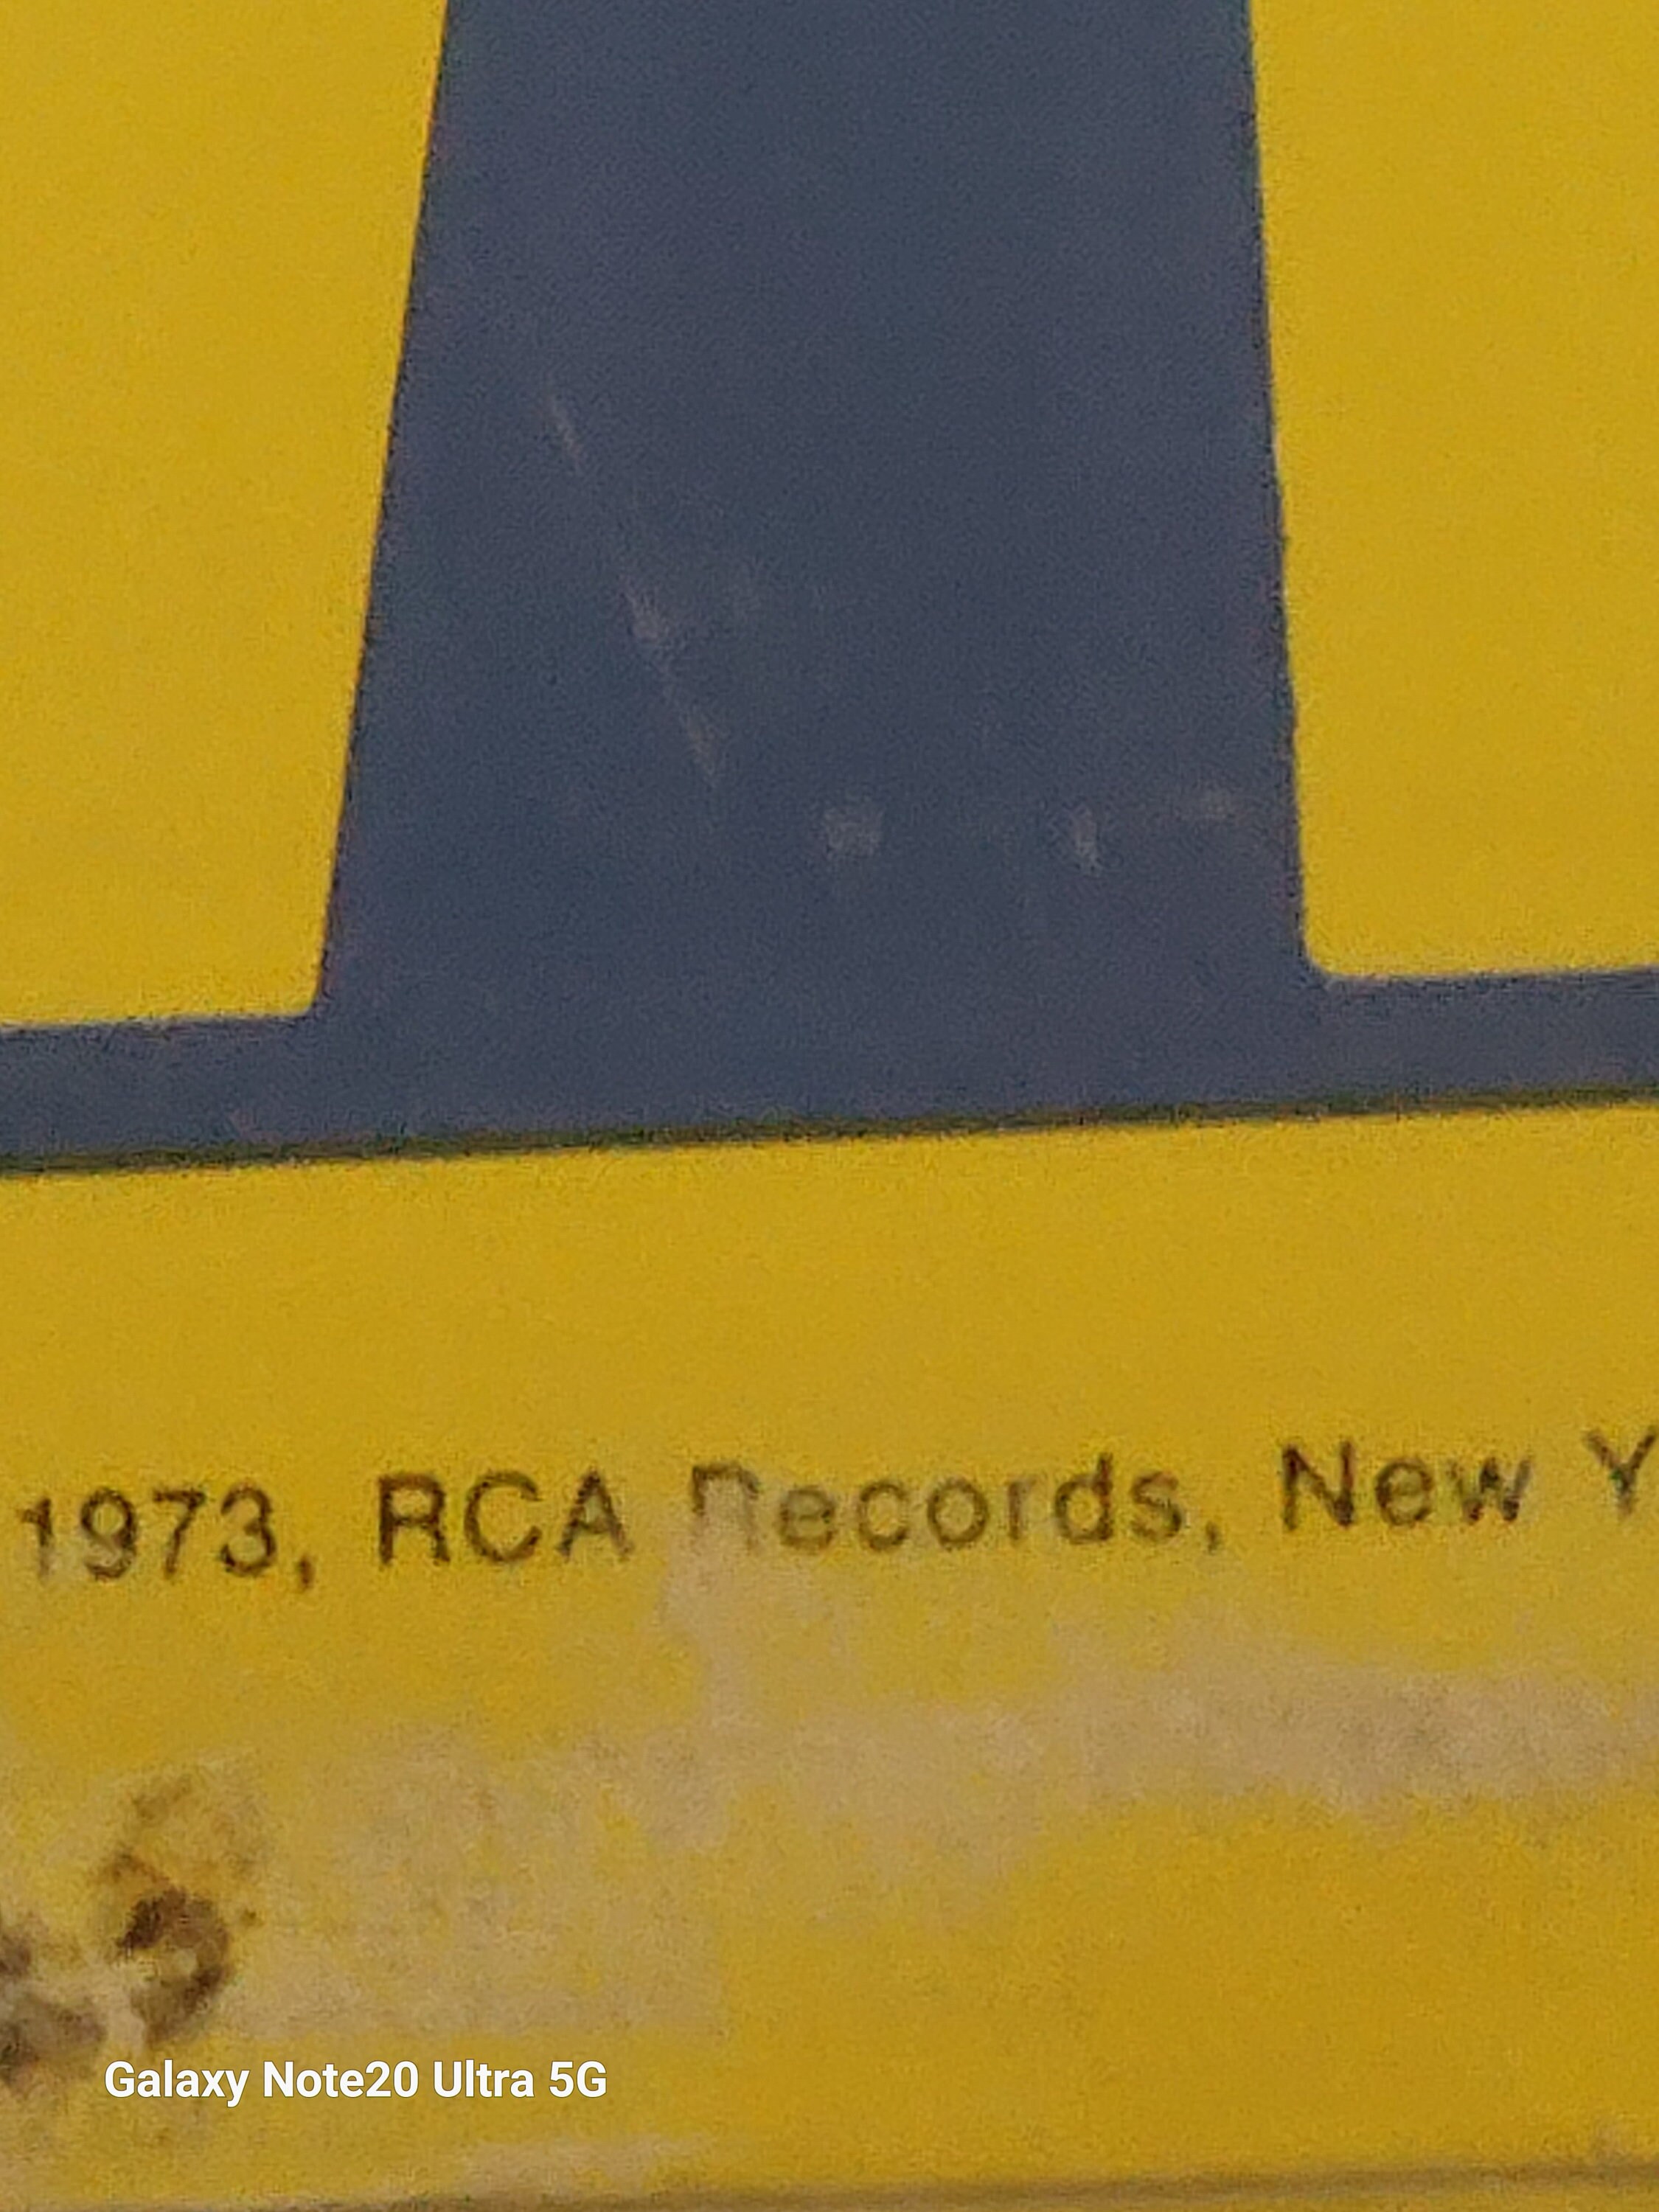 1973, RCA Records, New Y
Galaxy Note20 Ultra 5G